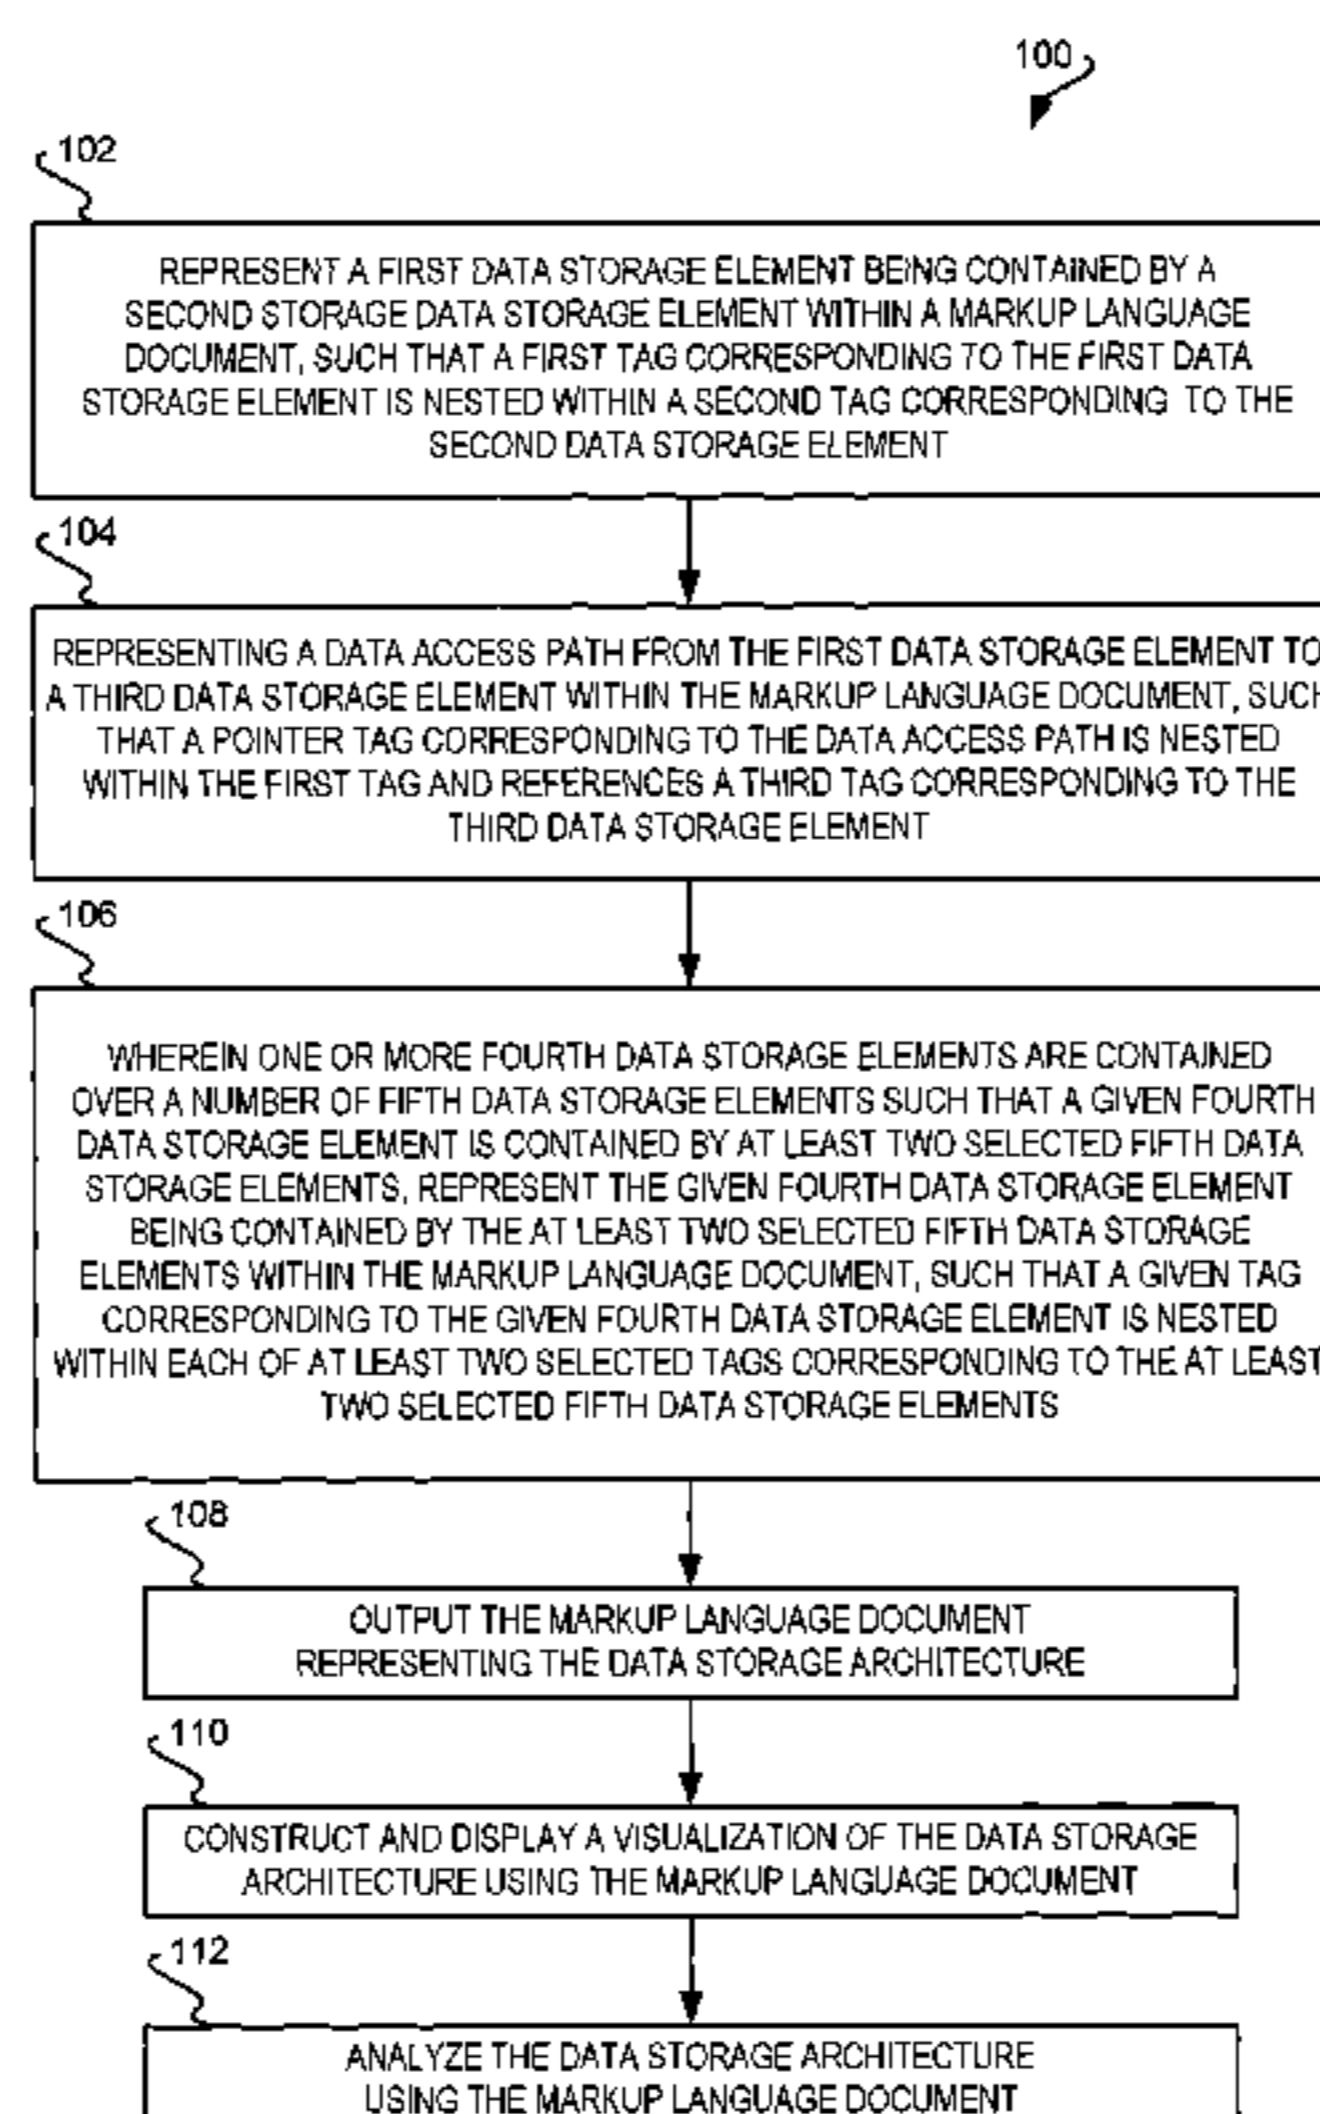 100
102
REPRESENT A FIRST DATA STORAGE ELEMENT BEING CONTAINED BY A
SECOND STORAGE DATA STORAGE ELEMENT WITHIN A MARKUP LANGUAGE
DOCUMENT, SUCH THAT A FIRST TAG CORRESPONDING TO THE FIRST DATA
STORAGE ELEMENT IS NESTED WITHIN A SECOND TAG CORRESPONDING TO THE
SECOND DATA STORAGE ELEMENT
104
REPRESENTING A DATA ACCESS PATH FROM THE FIRST DATA STORAGE ELEMENT TO
A THIRD DATA STORAGE ELEMENT WITHIN THE MARKUP LANGUAGE DOCUMENT, SUCH
THAT A POINTER TAG CORRESPONDING TO THE DATA ACCESS PATH IS NESTED
WITHIN THE FIRST TAG AND REFERENCES A THIRD TAG CORRESPONDING TO THE
THIRD DATA STORAGE ELEMENT
106
WHEREIN ONE OR MORE FOURTH DATA STORAGE ELEMENTS ARE CONTAINED
OVER A NUMBER OF FIFTH DATA STORAGE ELEMENTS SUCH THAT A GIVEN FOURTH
DATA STORAGE ELEMENT IS CONTAINED BY AT LEAST TWO SELECTED FIFTH DATA
STORAGE ELEMENTS, REPRESENT THE GIVEN FOURTH DATA STORAGE ELEMENT
BEING CONTAINED BY THE AT LEAST TWO SELECTED FIFTH DATA STORAGE
ELEMENTS WITHIN THE MARKUP LANGUAGE DOCUMENT, SUCH THAT A GIVEN TAG
CORRESPONDING TO THE GIVEN FOURTH DATA STORAGE ELEMENT IS NESTED
WITHIN EACH OF AT LEAST TWO SELECTED TAGS CORRESPONDING TO THE AT LEAST
TWO SELECTED FIFTH DATA STORAGE ELEMENTS
108
OUTPUT THE MARKUP LANGUAGE DOCUMENT
REPRESENTING THE DATA STORAGE ARCHITECTURE
110
CONSTRUCT AND DISPLAY A VISUALIZATION OF THE DATA STORAGE
ARCHITECTURE USING THE MARKUP LANGUAGE DOCUMENT
112
ANALYZE THE DATA STORAGE ARCHITECTURE
USING THE MARKUP LANGUAGE DOCUMENT